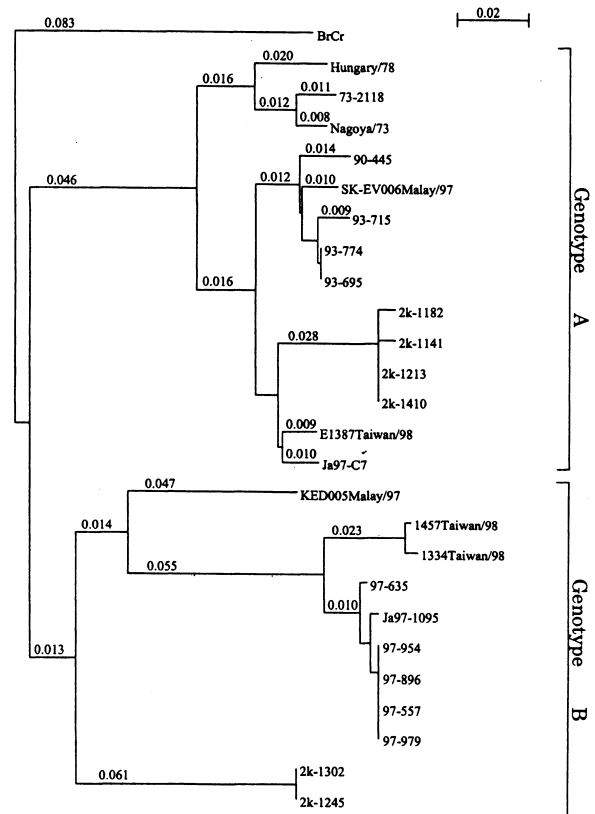 0.083
0.02
BrCr
0.020
Hungary/78
0.016
0.011
73-2118
0.012
0.008
Nagoya/73
0.014
90-445
0.046
0.012
0.010
SK-EV006Malay/97
0.009
93-715
93-774
93-695
0.016
Genotype A
2k-1182
0.028
2k-1141
2k-1213
2k-1410
0.009
E1387Taiwan/98
0.010
Ja97-C7
0.047
KED005Malay/97
0.014
0.023
1457Taiwan/98
1334Taiwan/98
0.055
97-635
0.010
Ja97-1095
97-954
0.013
97-896
97-557
97-979
Genotype B
0.061
2k-1302
2k-1245